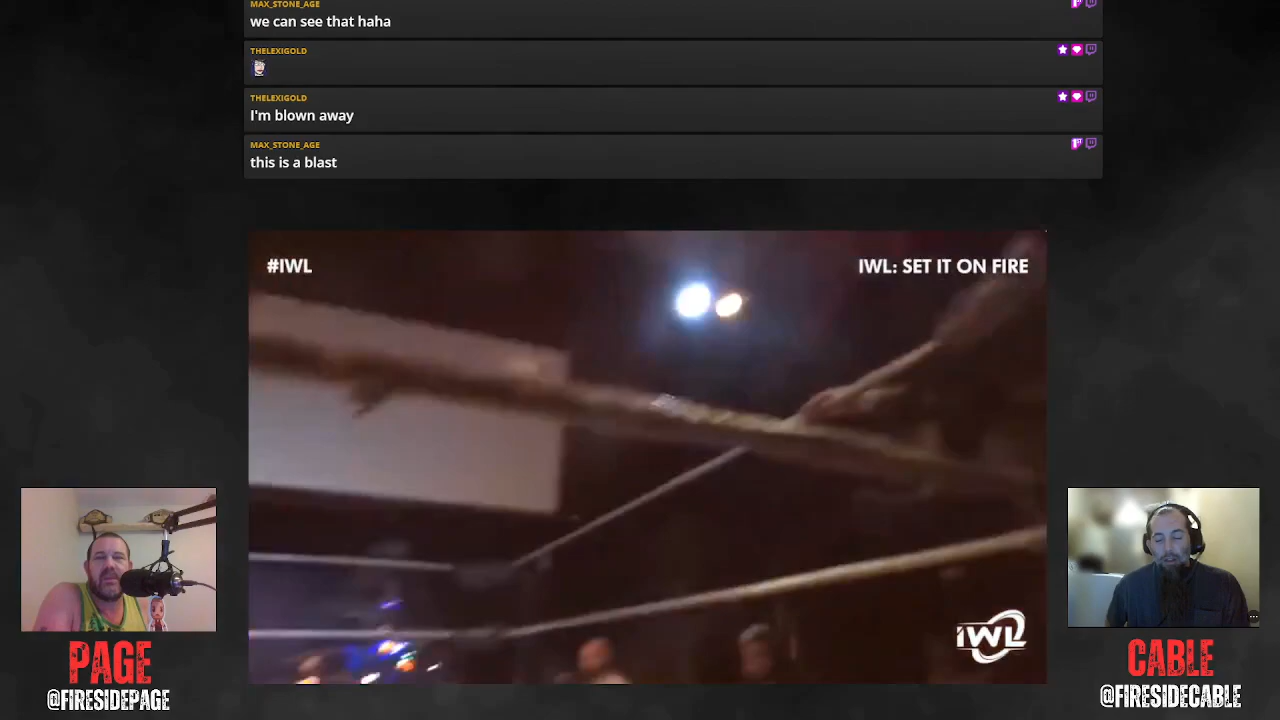 MAX_STONE_AGE
we can see that haha
THELEXIGOLD
THELEXIGOLD
I'm blown away
MAX_STONE_AGE
this is a blast
#IWL
IWL: SET IT ON FIRE
IWL
PAGE
@FIRESIDEPAGE
CABLE
@FIRESIDECABLE